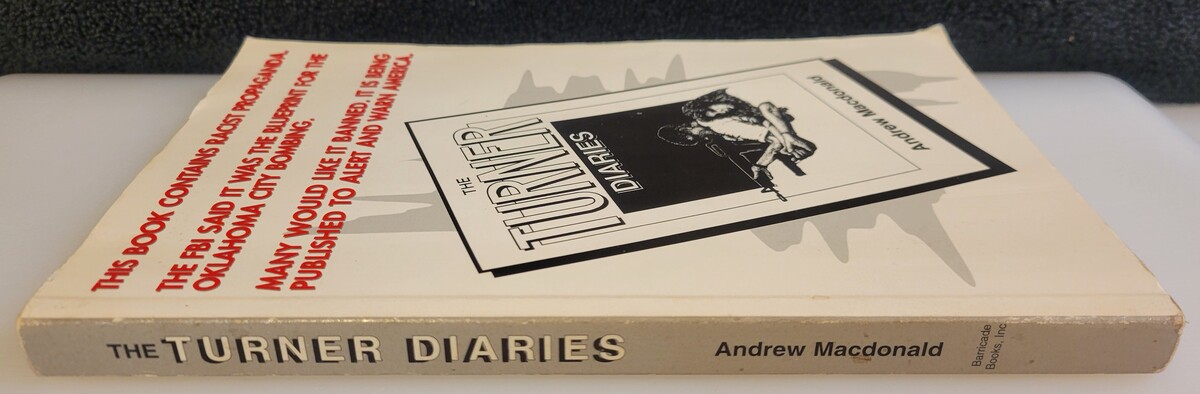 THIS BOOK CONTAINS RACIST PROPAGANDA.
THE FBI SAID IT WAS THE BLUEPRINT FOR THE
OKLAHOMA CITY BOMBING.
MANY WOULD LIKE IT BANNED. IT IS BEING
PUBLISHED TO ALERT AND WARN AMERICA.
THE
TURNER
DIARIES
Andrew Macdonald
THE TURNER DIARIES
Andrew Macdonald
Barricade
Books, Inc